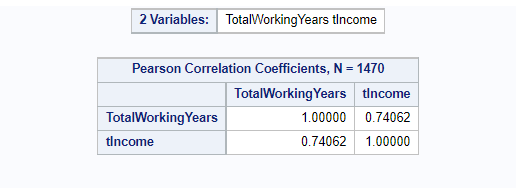 2 Variables: TotalWorkingYears tIncome
Pearson Correlation Coefficients, N = 1470
TotalWorkingYears tIncome
TotalWorkingYears 1.00000 0.74062
tIncome 0.74062 1.00000